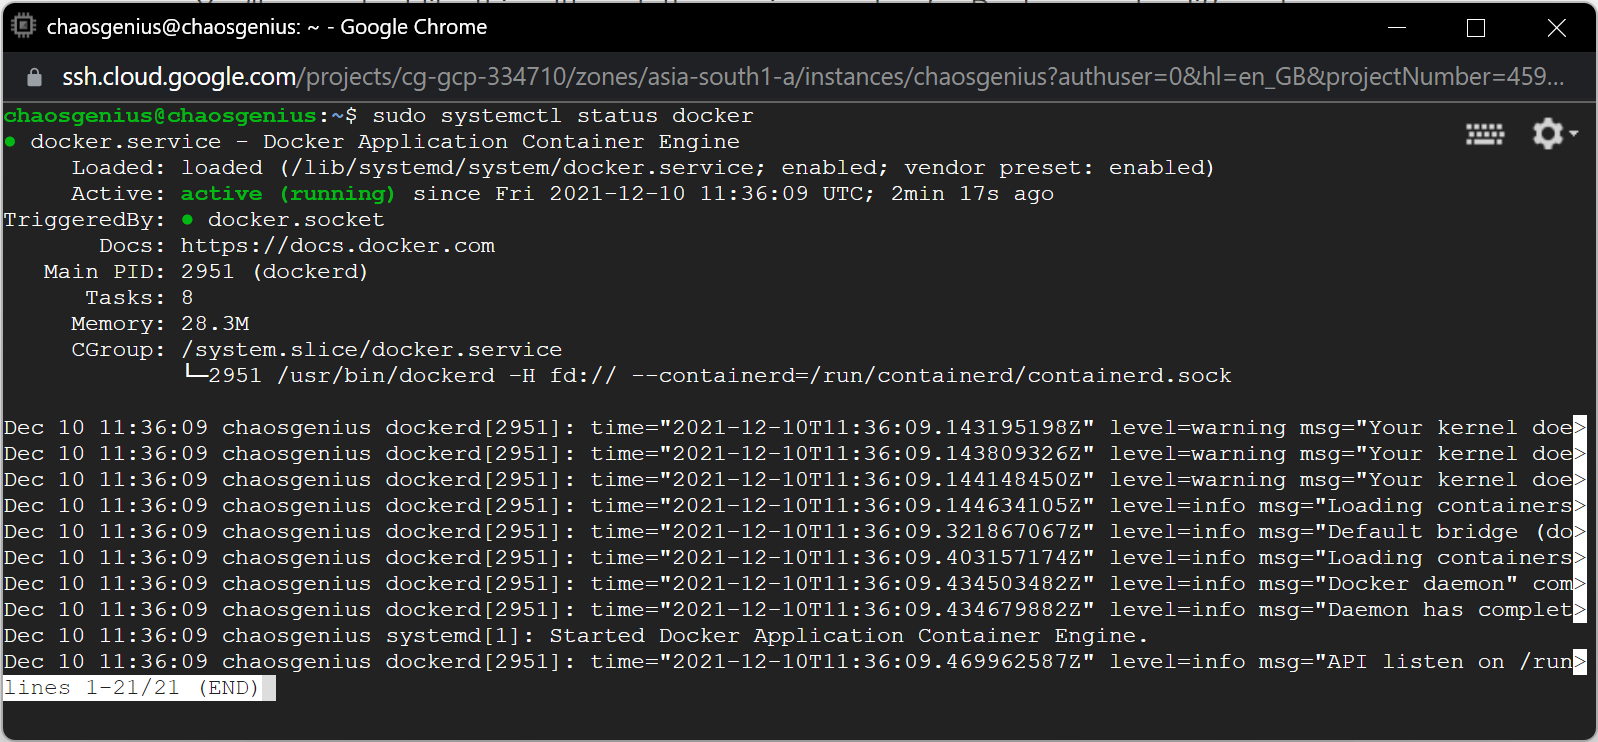 chaosgenius@chaosgenius: ~ - Google Chrome
ssh.cloud.google.com/projects/cg-gcp-334710/zones/asia-south1-a/instances/chaosgenius?authuser=0&hl=en_GB&projectNumber=459...
chaosgenius@chaosgenius:~$ sudo systemctl status docker
● docker.service - Docker Application Container Engine
Loaded: loaded (/lib/systemd/system/docker.service; enabled; vendor preset: enabled)
Active: active (running) since Fri 2021-12-10 11:36:09 UTC; 2min 17s ago
TriggeredBy: ● docker.socket
Docs: https://docs.docker.com
Main PID: 2951 (dockerd)
Tasks: 8
Memory: 28.3M
CGroup: /system.slice/docker.service
└─2951 /usr/bin/dockerd -H fd:// --containerd=/run/containerd/containerd.sock
Dec 10 11:36:09 chaosgenius dockerd[2951]: time="2021-12-10T11:36:09.143195198Z" level=warning msg="Your kernel doe>
Dec 10 11:36:09 chaosgenius dockerd[2951]: time="2021-12-10T11:36:09.143809326Z" level=warning msg="Your kernel doe>
Dec 10 11:36:09 chaosgenius dockerd[2951]: time="2021-12-10T11:36:09.144148450Z" level=warning msg="Your kernel doe>
Dec 10 11:36:09 chaosgenius dockerd[2951]: time="2021-12-10T11:36:09.144634105Z" level=info msg="Loading containers>
Dec 10 11:36:09 chaosgenius dockerd[2951]: time="2021-12-10T11:36:09.321867067Z" level=info msg="Default bridge (do>
Dec 10 11:36:09 chaosgenius dockerd[2951]: time="2021-12-10T11:36:09.403157174Z" level=info msg="Loading containers>
Dec 10 11:36:09 chaosgenius dockerd[2951]: time="2021-12-10T11:36:09.434503482Z" level=info msg="Docker daemon" com>
Dec 10 11:36:09 chaosgenius dockerd[2951]: time="2021-12-10T11:36:09.434679882Z" level=info msg="Daemon has complet>
Dec 10 11:36:09 chaosgenius systemd[1]: Started Docker Application Container Engine.
Dec 10 11:36:09 chaosgenius dockerd[2951]: time="2021-12-10T11:36:09.469962587Z" level=info msg="API listen on /run>
lines 1-21/21 (END)